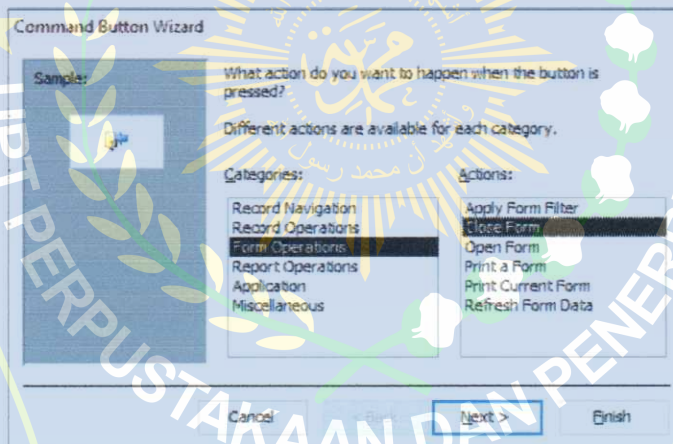 Command Button Wizard
Sample:
What action do you want to happen when the button is
pressed?
Different actions are available for each category.
Categories:
Actions:
Record Navigation
Record Operations
Form Operations
Report Operations
Application
Miscellaneous
Apply Form Filter
Close Form
Open Form
Print a Form
Print Current Form
Refresh Form Data
Cancel
< Back
Next >
Finish
UPT PERPUSTAKAAN DAN PENER